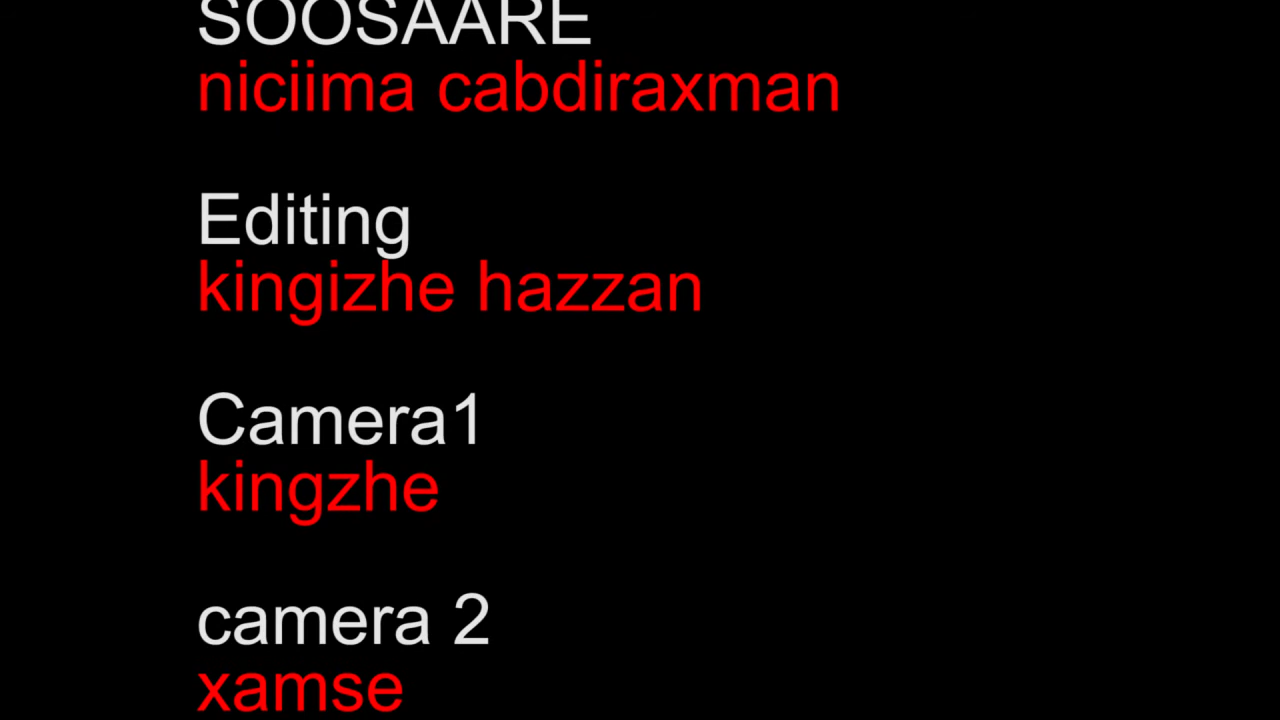 SOOSAARE
niciima cabdiraxman
Editing
kingizhe hazzan
Camera1
kingzhe
camera 2
xamse